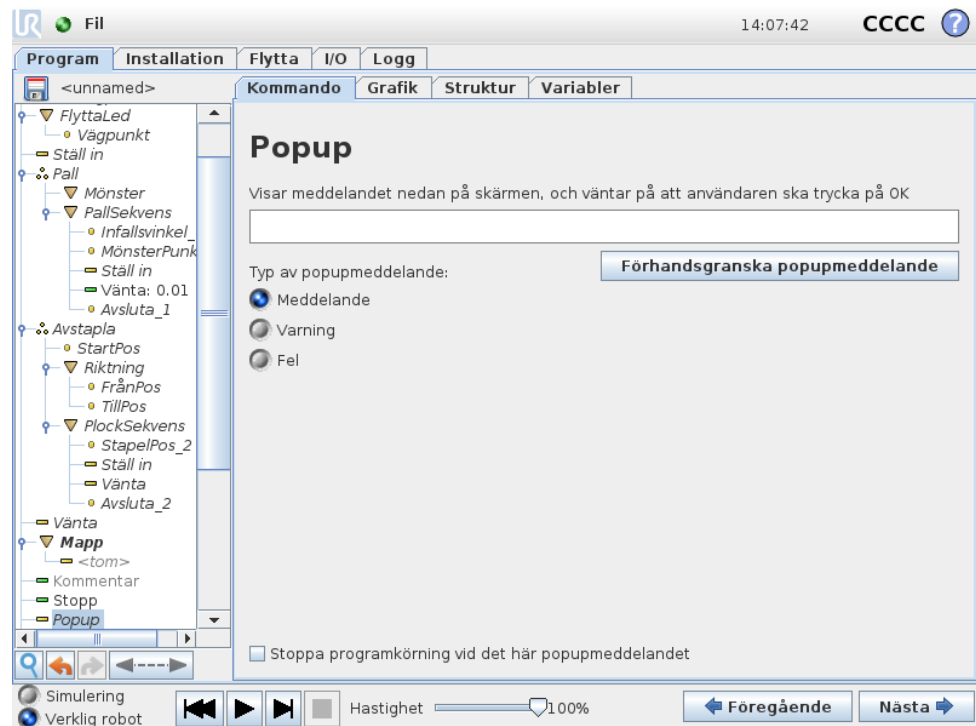 UR Fil 14:07:42 CCCC ?
Program Installation Flytta I/O Logg
<unnamed>
Kommando Grafik Struktur Variabler
FlyttaLed
Vägpunkt
Ställ in
Pall
Mönster
PallSekvens
Infallsvinkel_
MönsterPunk
Ställ in
Vänta: 0.01
Avsluta_1
Avstapla
StartPos
Riktning
FrånPos
TillPos
PlockSekvens
StapelPos_2
Ställ in
Vänta
Avsluta_2
Vänta
Mapp
<tom>
Kommentar
Stopp
Popup
Popup
Visar meddelandet nedan på skärmen, och väntar på att användaren ska trycka på OK
Förhandsgranska popupmeddelande
Typ av popupmeddelande:
Meddelande
Varning
Fel
Stoppa programkörning vid det här popupmeddelandet
Simulering
Verklig robot
Hastighet 100%
Föregående Nästa